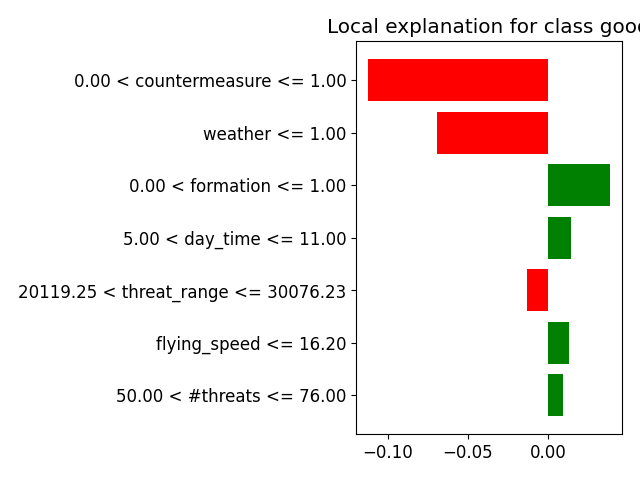 Local explanation for class good
0.00 < countermeasure <= 1.00
weather <= 1.00
0.00 < formation <= 1.00
5.00 < day_time <= 11.00
20119.25 < threat_range <= 30076.23
flying_speed <= 16.20
50.00 < #threats <= 76.00
−0.10 −0.05 0.00